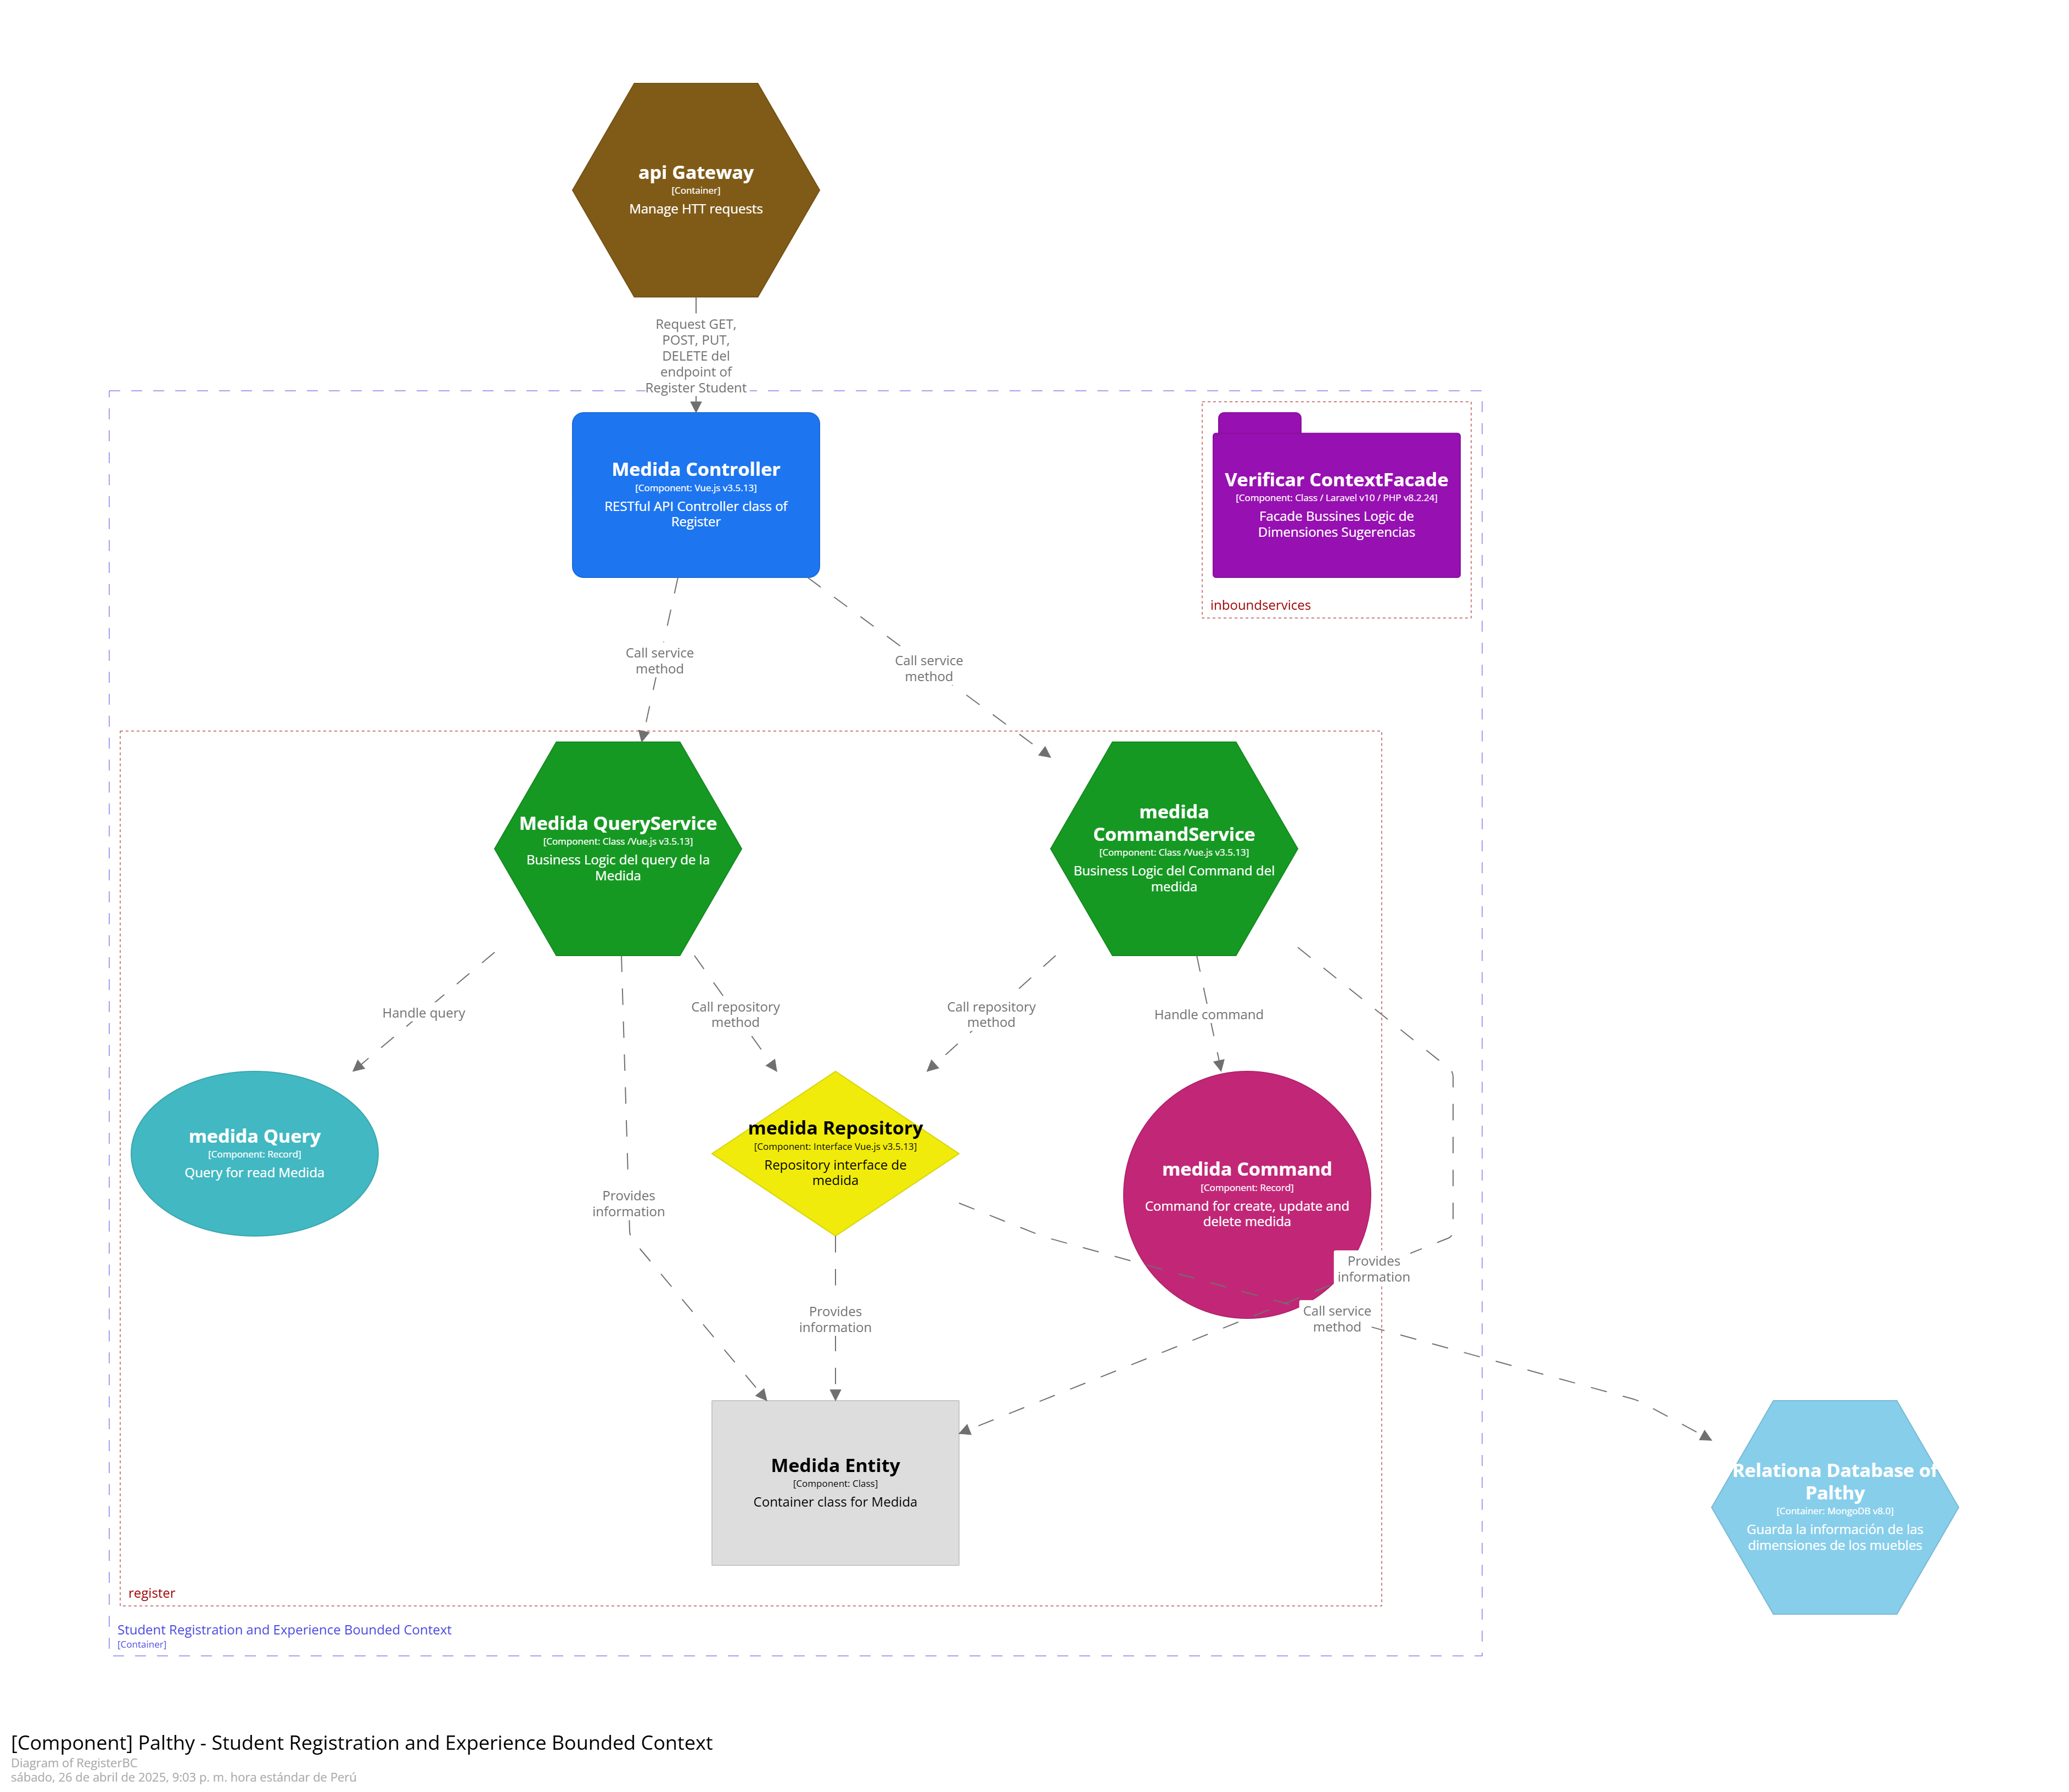 api Gateway
[Container]
Manage HTT requests
Request GET,
POST, PUT,
DELETE del
endpoint of
Register Student
Medida Controller
[Component: Vue.js v3.5.13]
RESTful API Controller class of
Register
Verificar ContextFacade
[Component: Class / Laravel v10 / PHP v8.2.24]
Facade Bussines Logic de
Dimensiones Sugerencias
inboundservices
Call service
method
Call service
method
Medida QueryService
[Component: Class /Vue.js v3.5.13]
Business Logic del query de la
Medida
medida
CommandService
[Component: Class /Vue.js v3.5.13]
Business Logic del Command del
medida
Handle query
Call repository
method
Call repository
method
Handle command
medida Query
[Component: Record]
Query for read Medida
medida Repository
[Component: Interface Vue.js v3.5.13]
Repository interface de
medida
medida Command
[Component: Record]
Command for create, update and
delete medida
Provides
information
Provides
information
Provides
information
Call service
method
Medida Entity
[Component: Class]
Container class for Medida
Relationa Database of
Palthy
[Container: MongoDB v8.0]
Guarda la información de las
dimensiones de los muebles
register
Student Registration and Experience Bounded Context
[Container]
[Component] Palthy - Student Registration and Experience Bounded Context
Diagram of RegisterBC
sábado, 26 de abril de 2025, 9:03 p. m. hora estándar de Perú